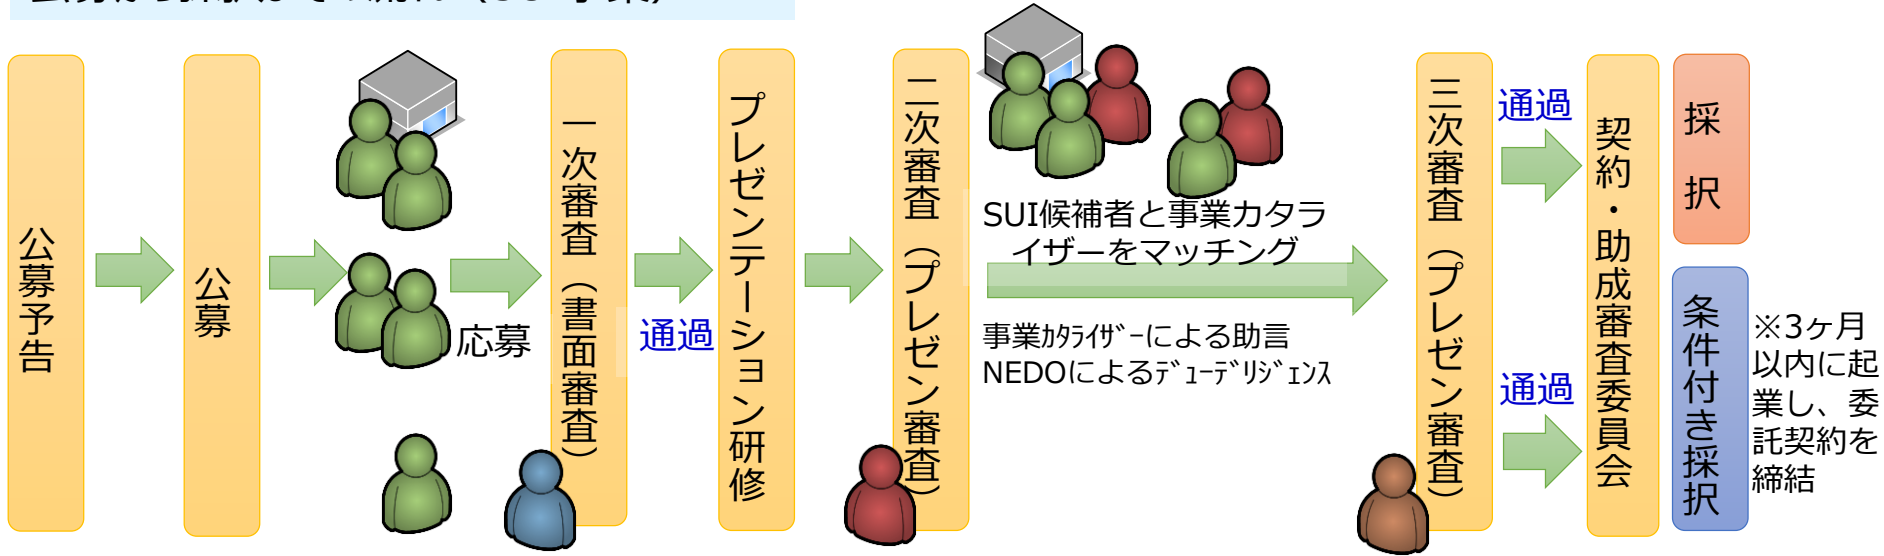 公募予告
公募
応募
一次審査（書面審査）
通過
プレゼンテーション研修
二次審査（プレゼン審査）
SUI候補者と事業カタラ
イザーをマッチング
事業ｶﾀﾗｲｻﾞｰによる助言
NEDOによるﾃﾞｭｰﾃﾞﾘｼﾞｪﾝｽ
三次審査（プレゼン審査）
通過
通過
契約・助成審査委員会
採択
条件付き採択
※3ヶ月
以内に起
業し、委
託契約を
締結